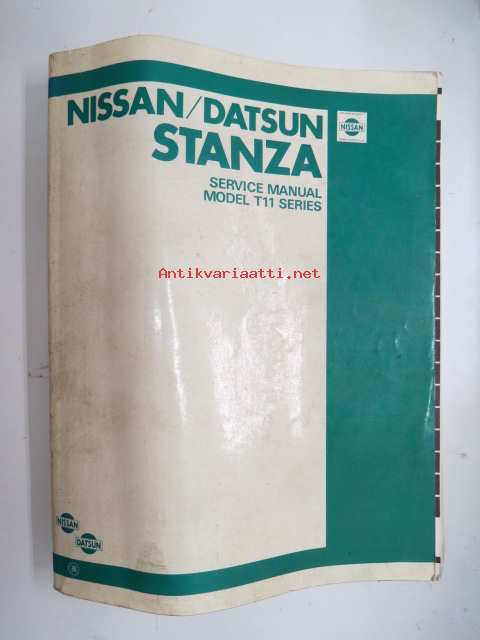 NISSAN/DATSUN
STANZA
SERVICE MANUAL
MODEL T11 SERIES
NISSAN
Antikvariaatti.net
NISSAN
DATSUN